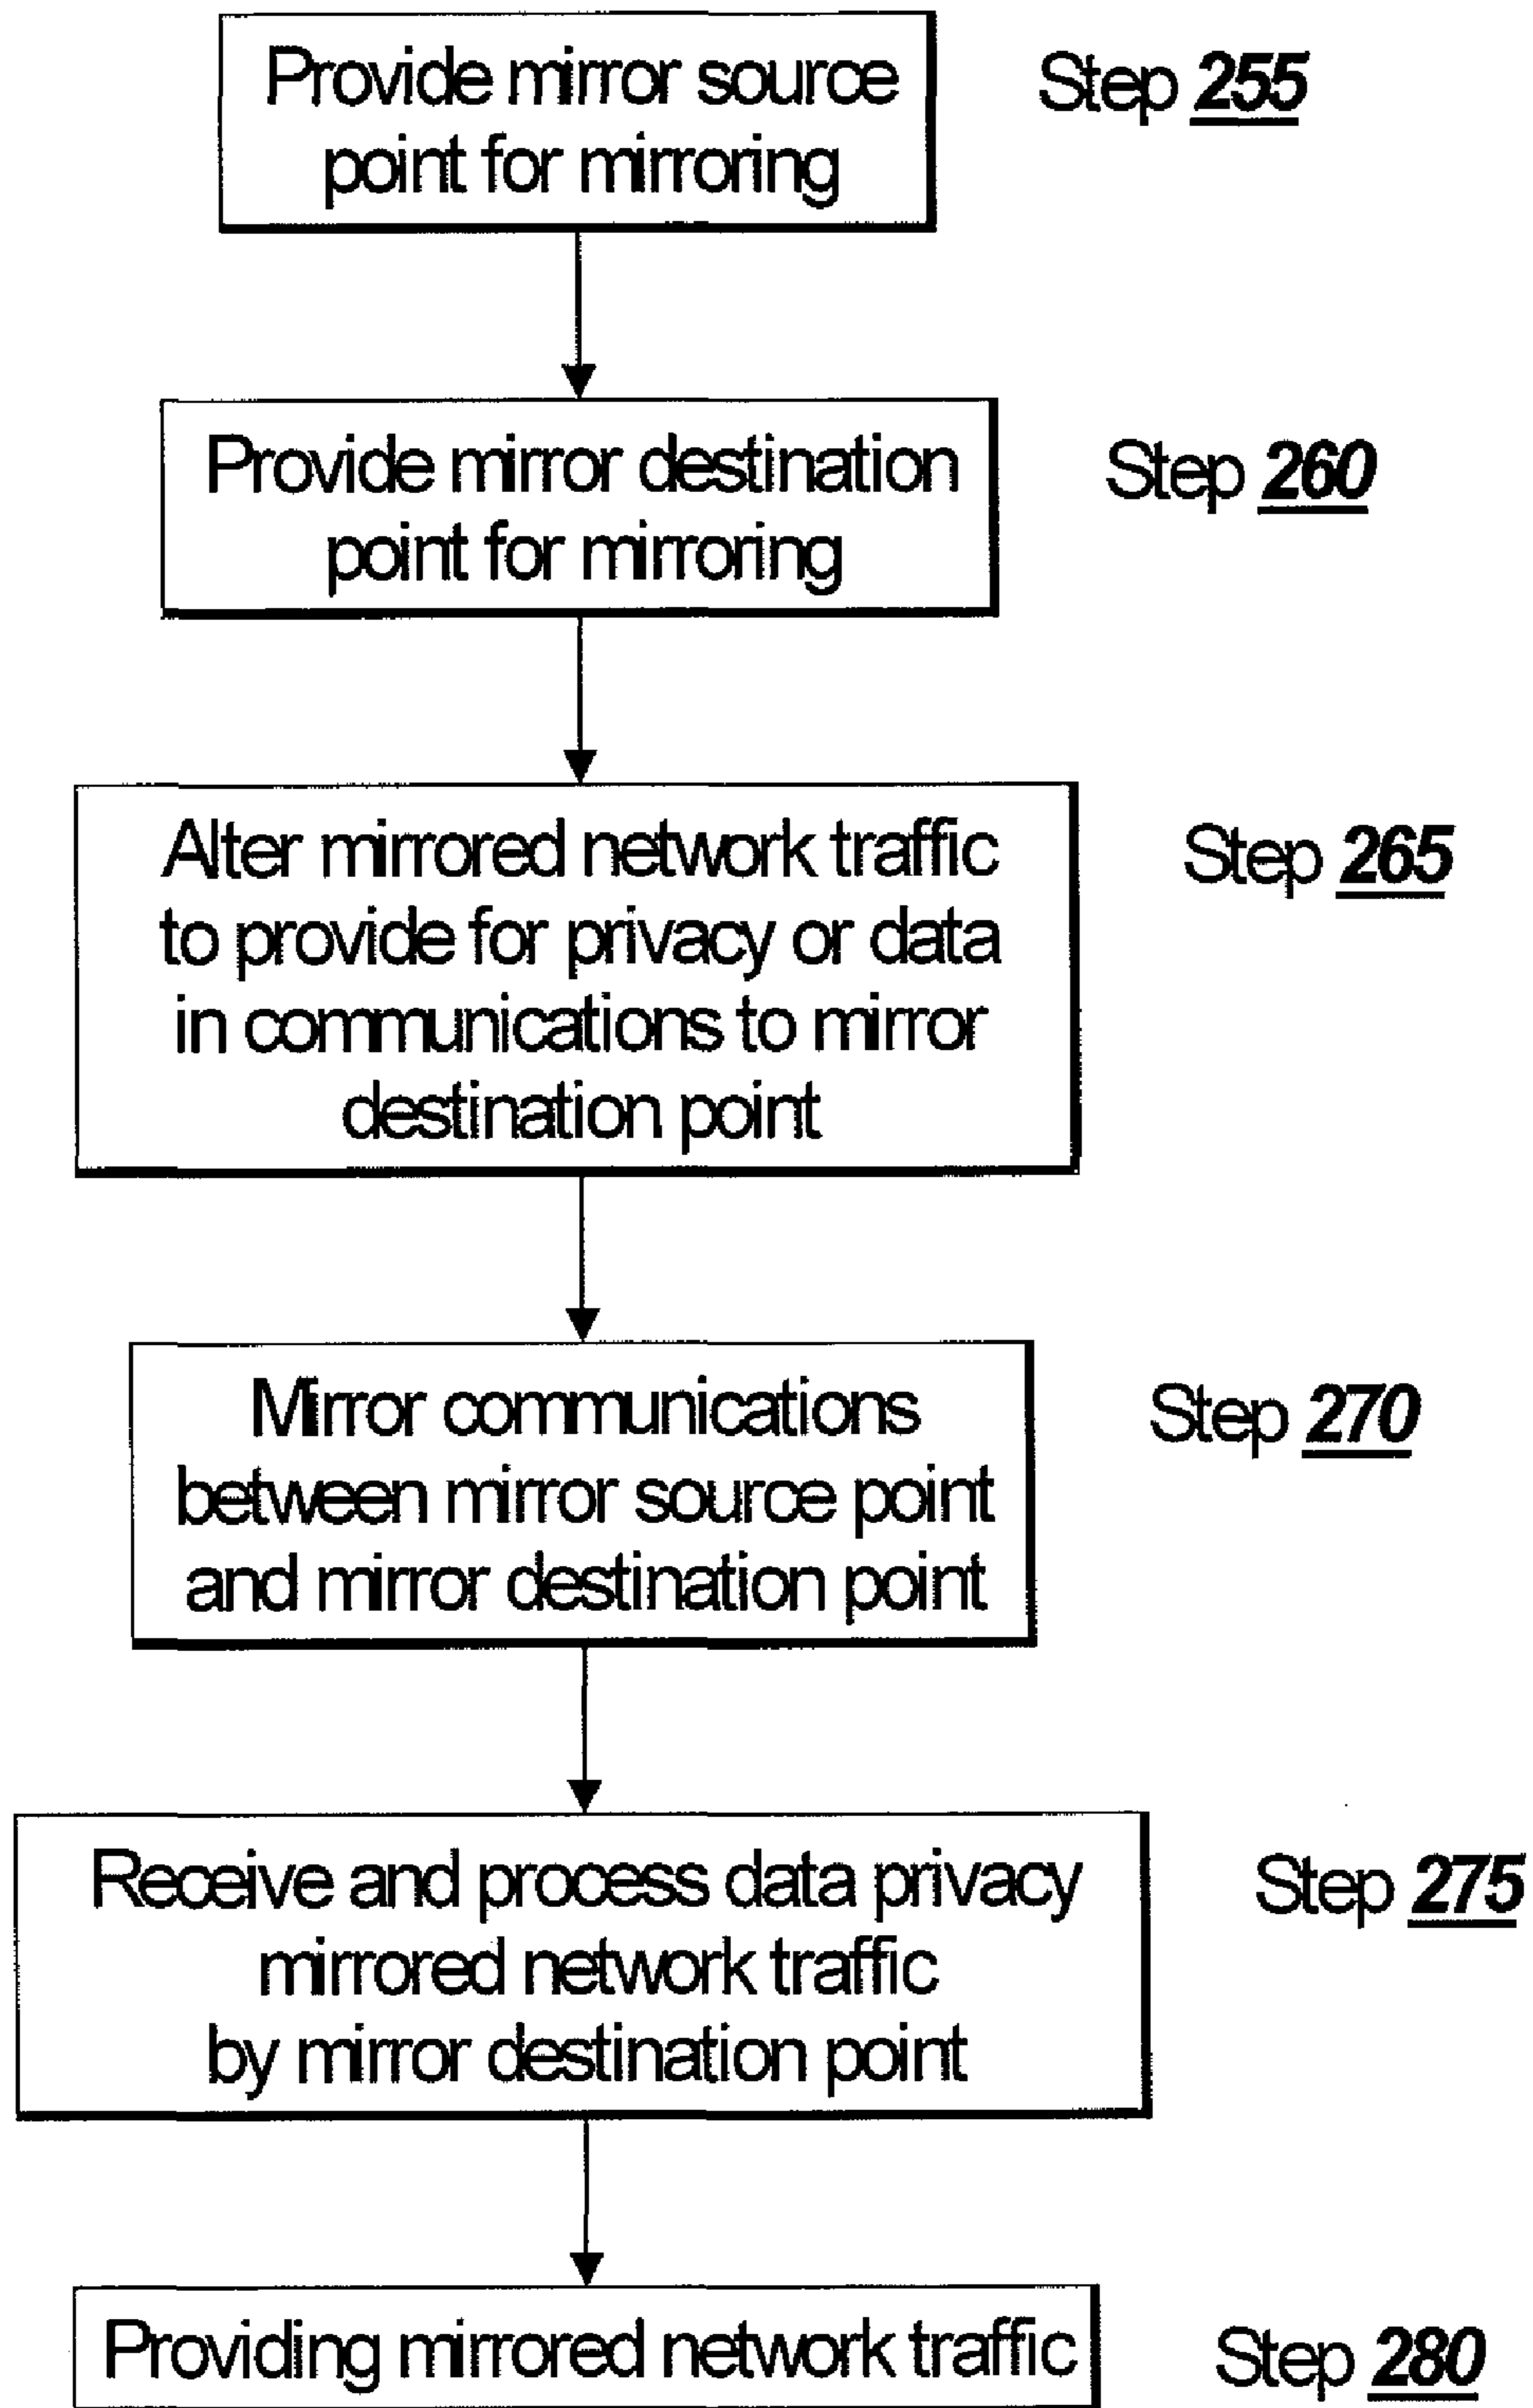 Provide mirror source
point for mirroring
Step 255
Provide mirror destination
point for mirroring
Step 260
Alter mirrored network traffic
to provide for privacy or data
in communications to mirror
destination point
Step 265
Mirror communications
between mirror source point
and mirror destination point
Step 270
Receive and process data privacy
mirrored network traffic
by mirror destination point
Step 275
Providing mirrored network traffic
Step 280